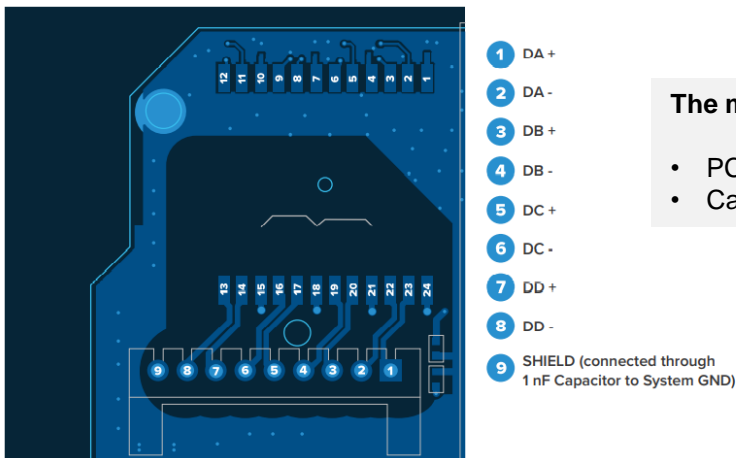 12 11 10 9 8 7 6 5 4 3 2 1
13 14 15 16 17 18 19 20 21 22 23 24
9 8 7 6 5 4 3 2 1
1 DA +
2 DA -
3 DB +
4 DB -
5 DC +
6 DC -
7 DD +
8 DD -
9 SHIELD (connected through
1 nF Capacitor to System GND)
The
•
•